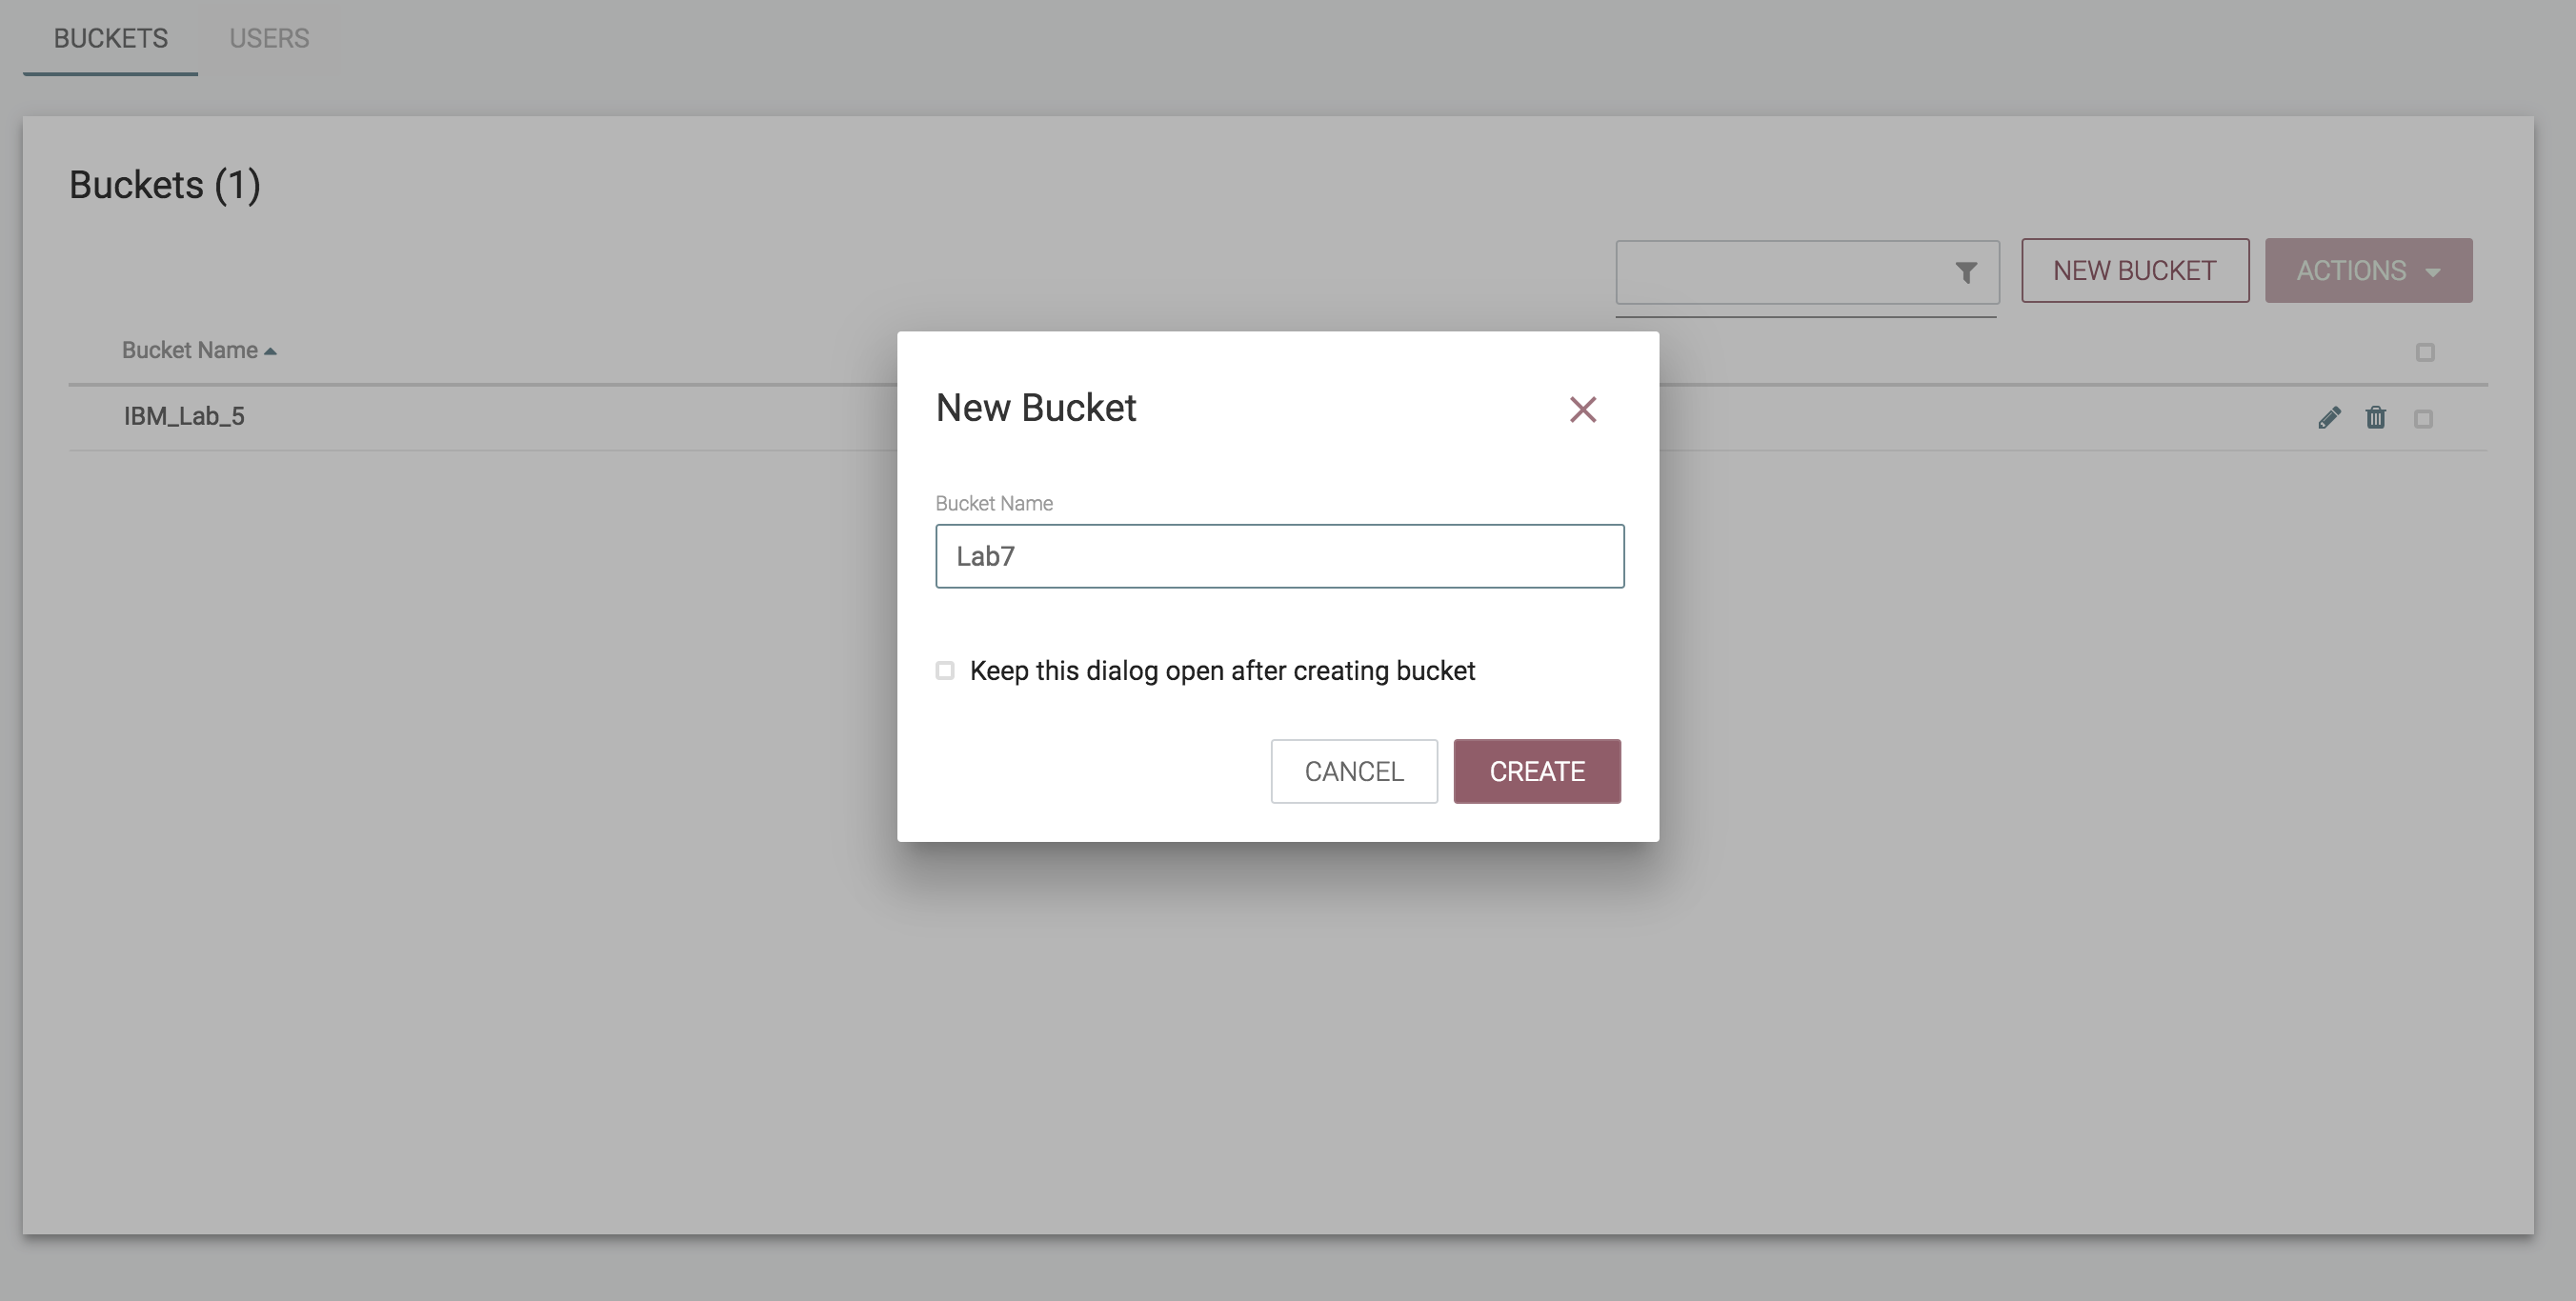 BUCKETS USERS
Buckets (1)
NEW BUCKET ACTIONS
Bucket Name
IBM_Lab_5
New Bucket
Bucket Name
Lab7
Keep this dialog open after creating bucket
CANCEL CREATE